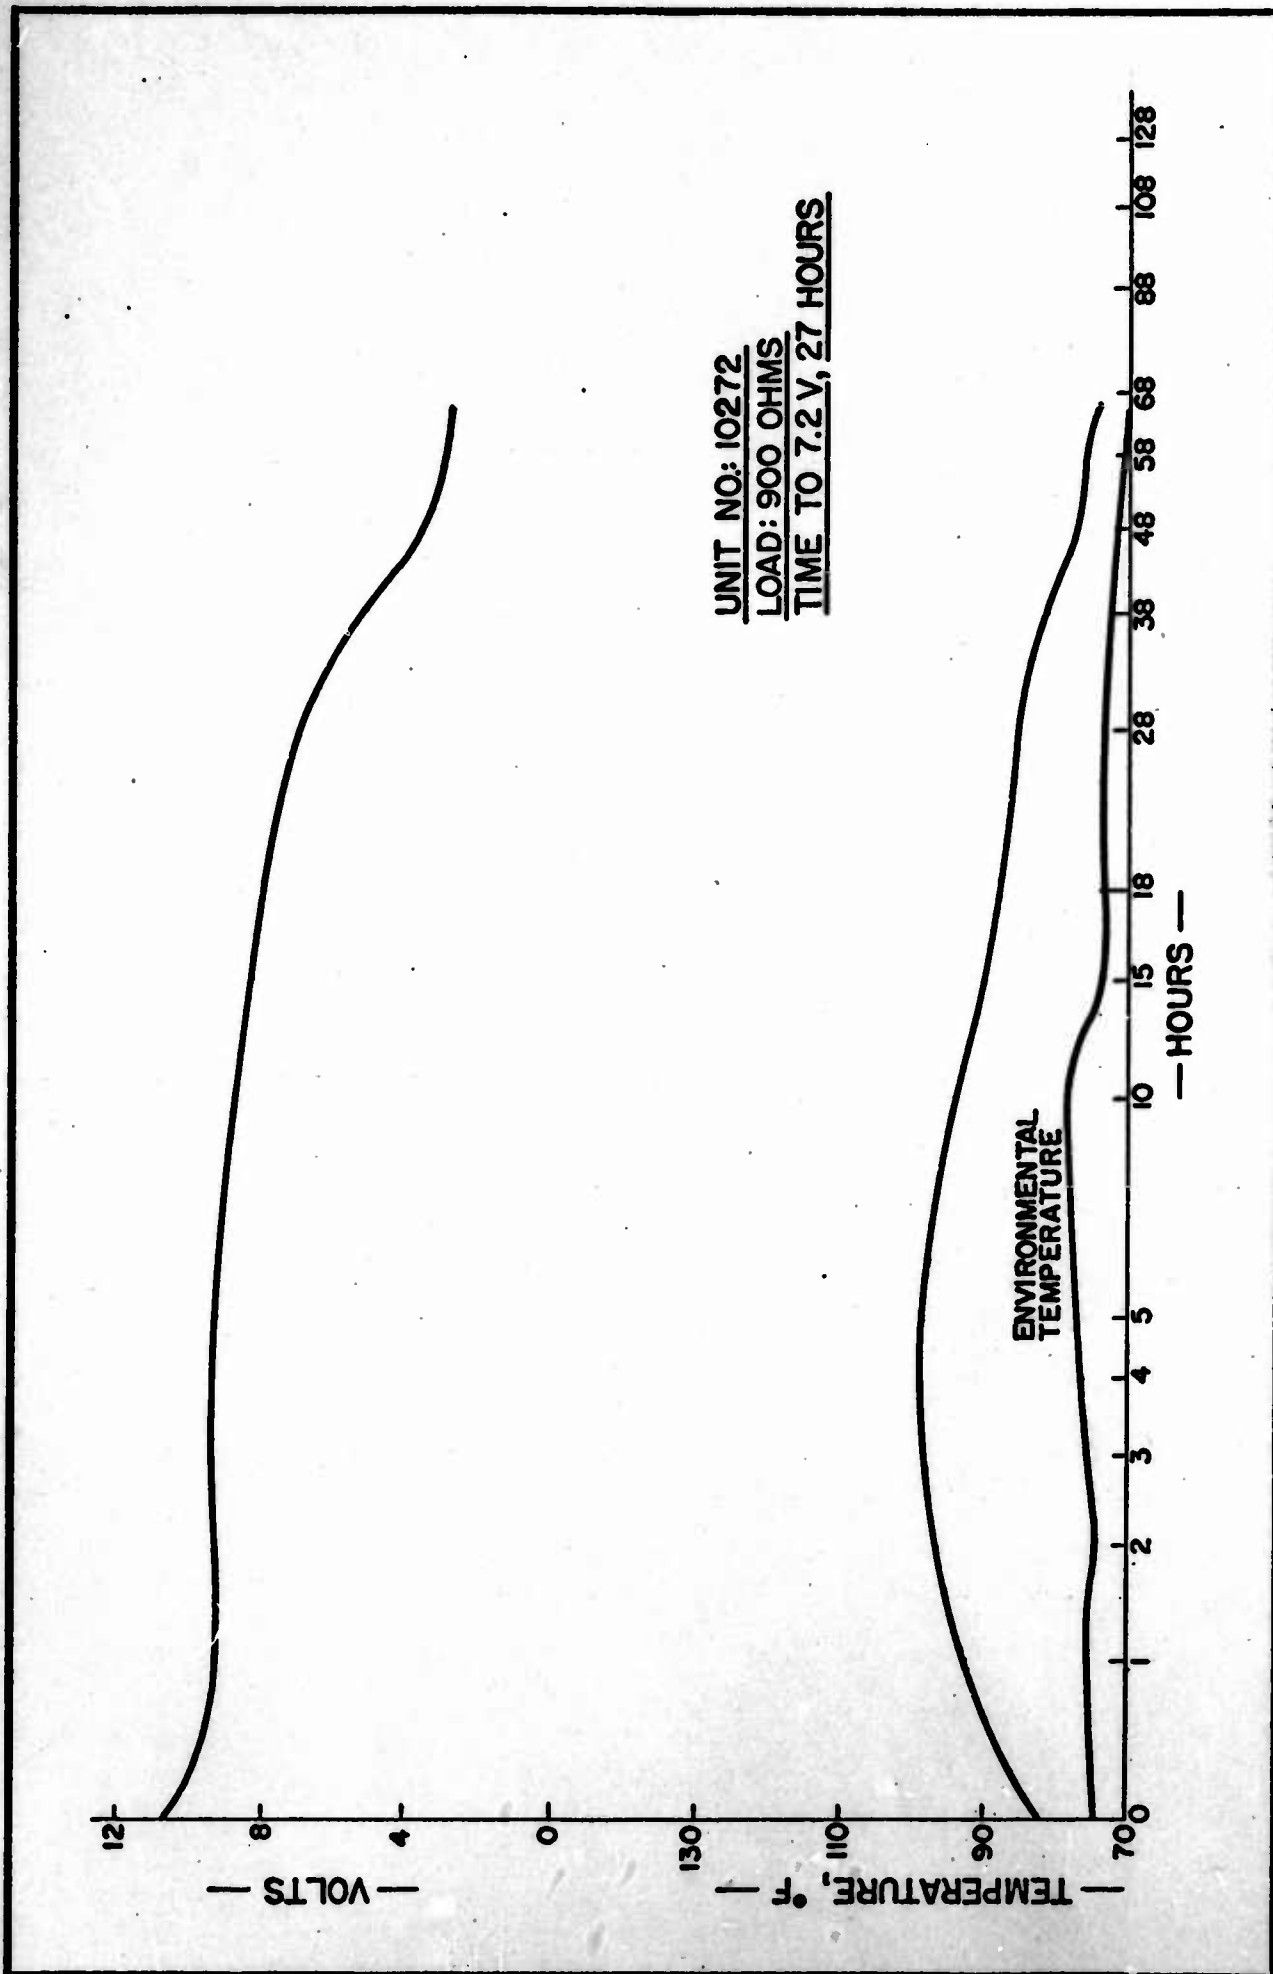 — VOLTS —
12
8
4
0
— TEMPERATURE, °F —
130
110
90
70
UNIT NO.: 10272
LOAD: 900 OHMS
TIME TO 7.2 V, 27 HOURS
ENVIRONMENTAL
TEMPERATURE
0 1 2 3 4 5 10 15 18 28 38 48 58 68 88 108 128
— HOURS —